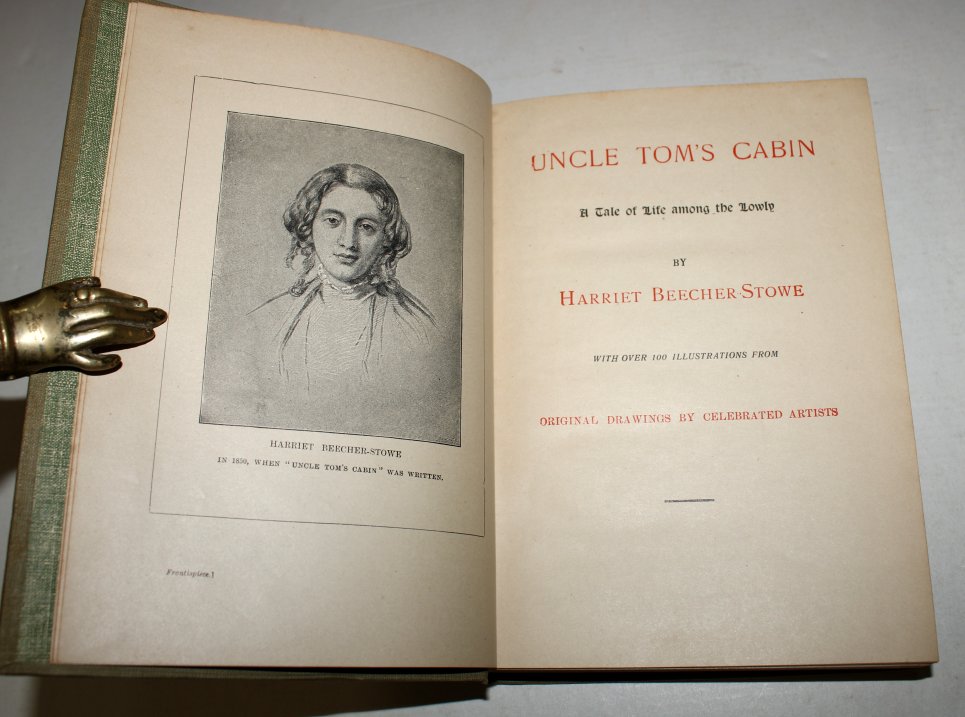 HARRIET BEECHER-STOWE
IN 1850, WHEN "UNCLE TOM'S CABIN" WAS WRITTEN.
Frontispiece.]
UNCLE TOM'S CABIN
A Tale of Life among the Lowly
BY
HARRIET BEECHER-STOWE
WITH OVER 100 ILLUSTRATIONS FROM
ORIGINAL DRAWINGS BY CELEBRATED ARTISTS